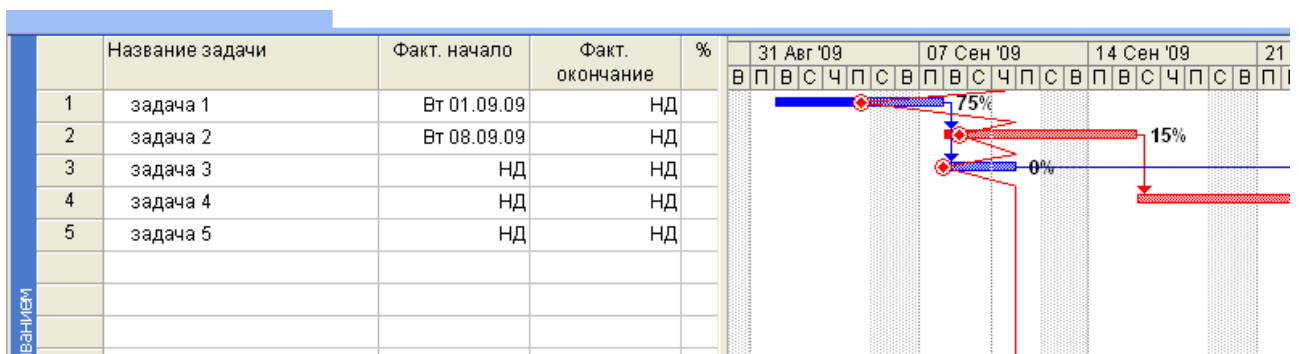 Название задачи Факт. начало Факт. окончание % 31 Авг '09 07 Сен '09 14 Сен '09 21
В П В С Ч П С В П В С Ч П С В П В С Ч П С В П
1 задача 1 Вт 01.09.09 НД 75%
2 задача 2 Вт 08.09.09 НД 15%
3 задача 3 НД НД 0%
4 задача 4 НД НД
5 задача 5 НД НД
ванием